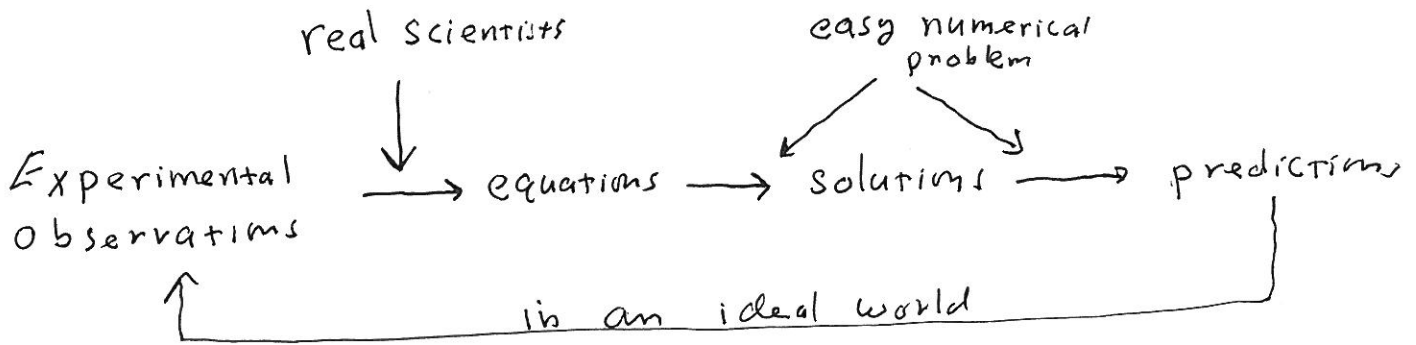 real scientists
easy numerical
problem
Experimental
observations
equations
solutions
predictions
in an ideal world